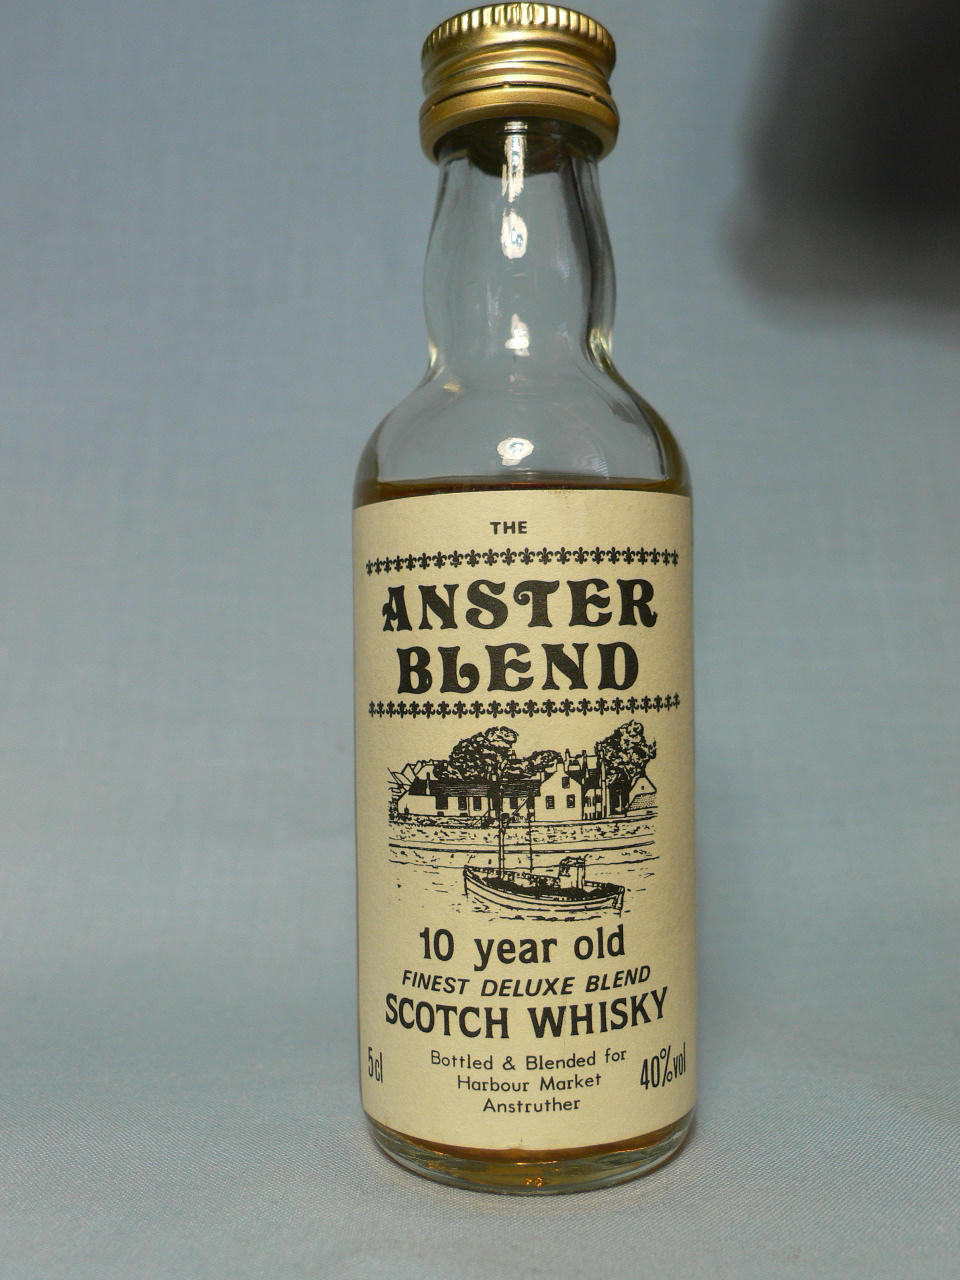 THE
ANSTER
BLEND
10 year old
FINEST DELUXE BLEND
SCOTCH WHISKY
5cl
Bottled & Blended for
Harbour Market
Anstruther
40%vol